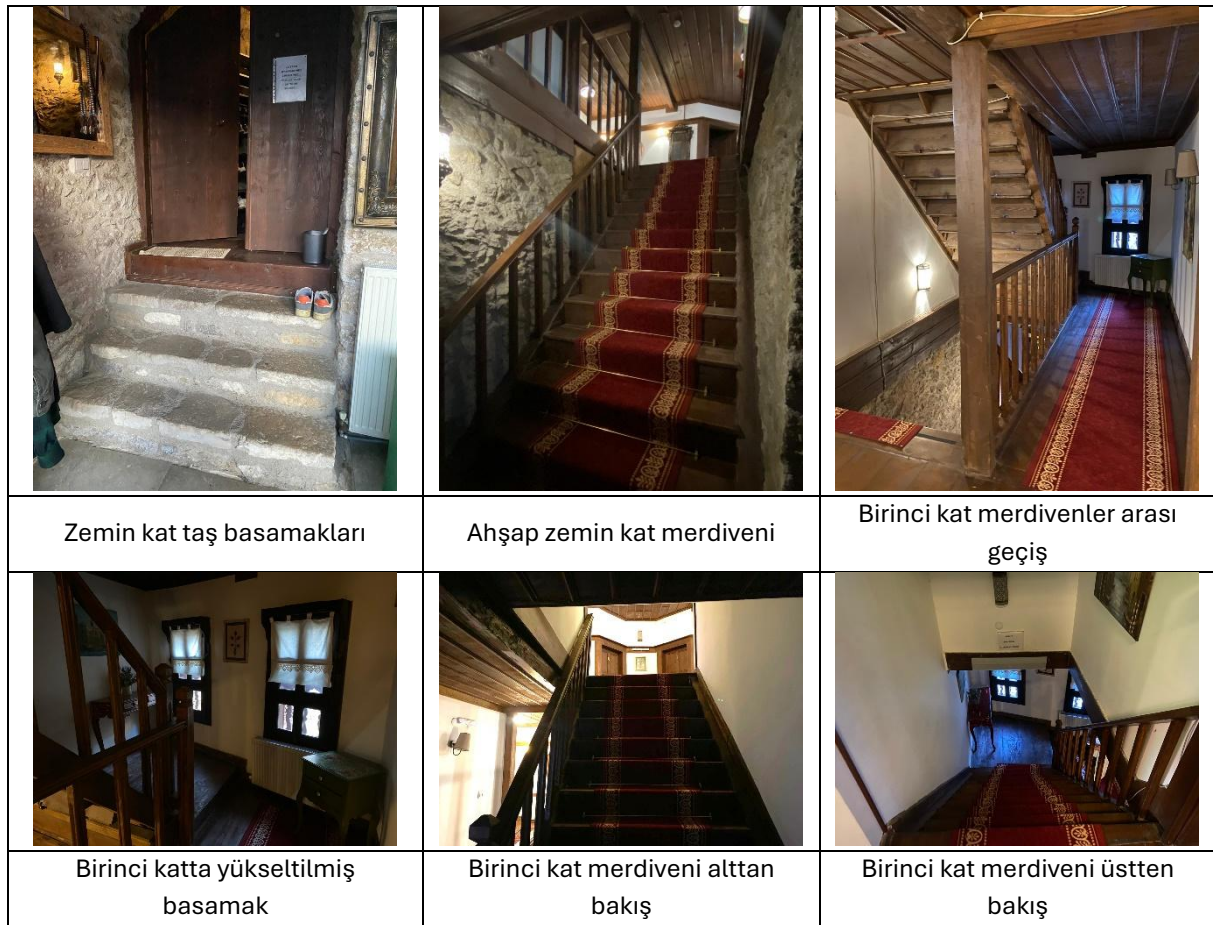 Zemin kat taş basamakları
Ahşap zemin kat merdiveni
Birinci kat merdivenler arası
geçiş
Birinci katta yükseltilmiş
basamak
Birinci kat merdiveni alttan
bakış
Birinci kat merdiveni üstten
bakış